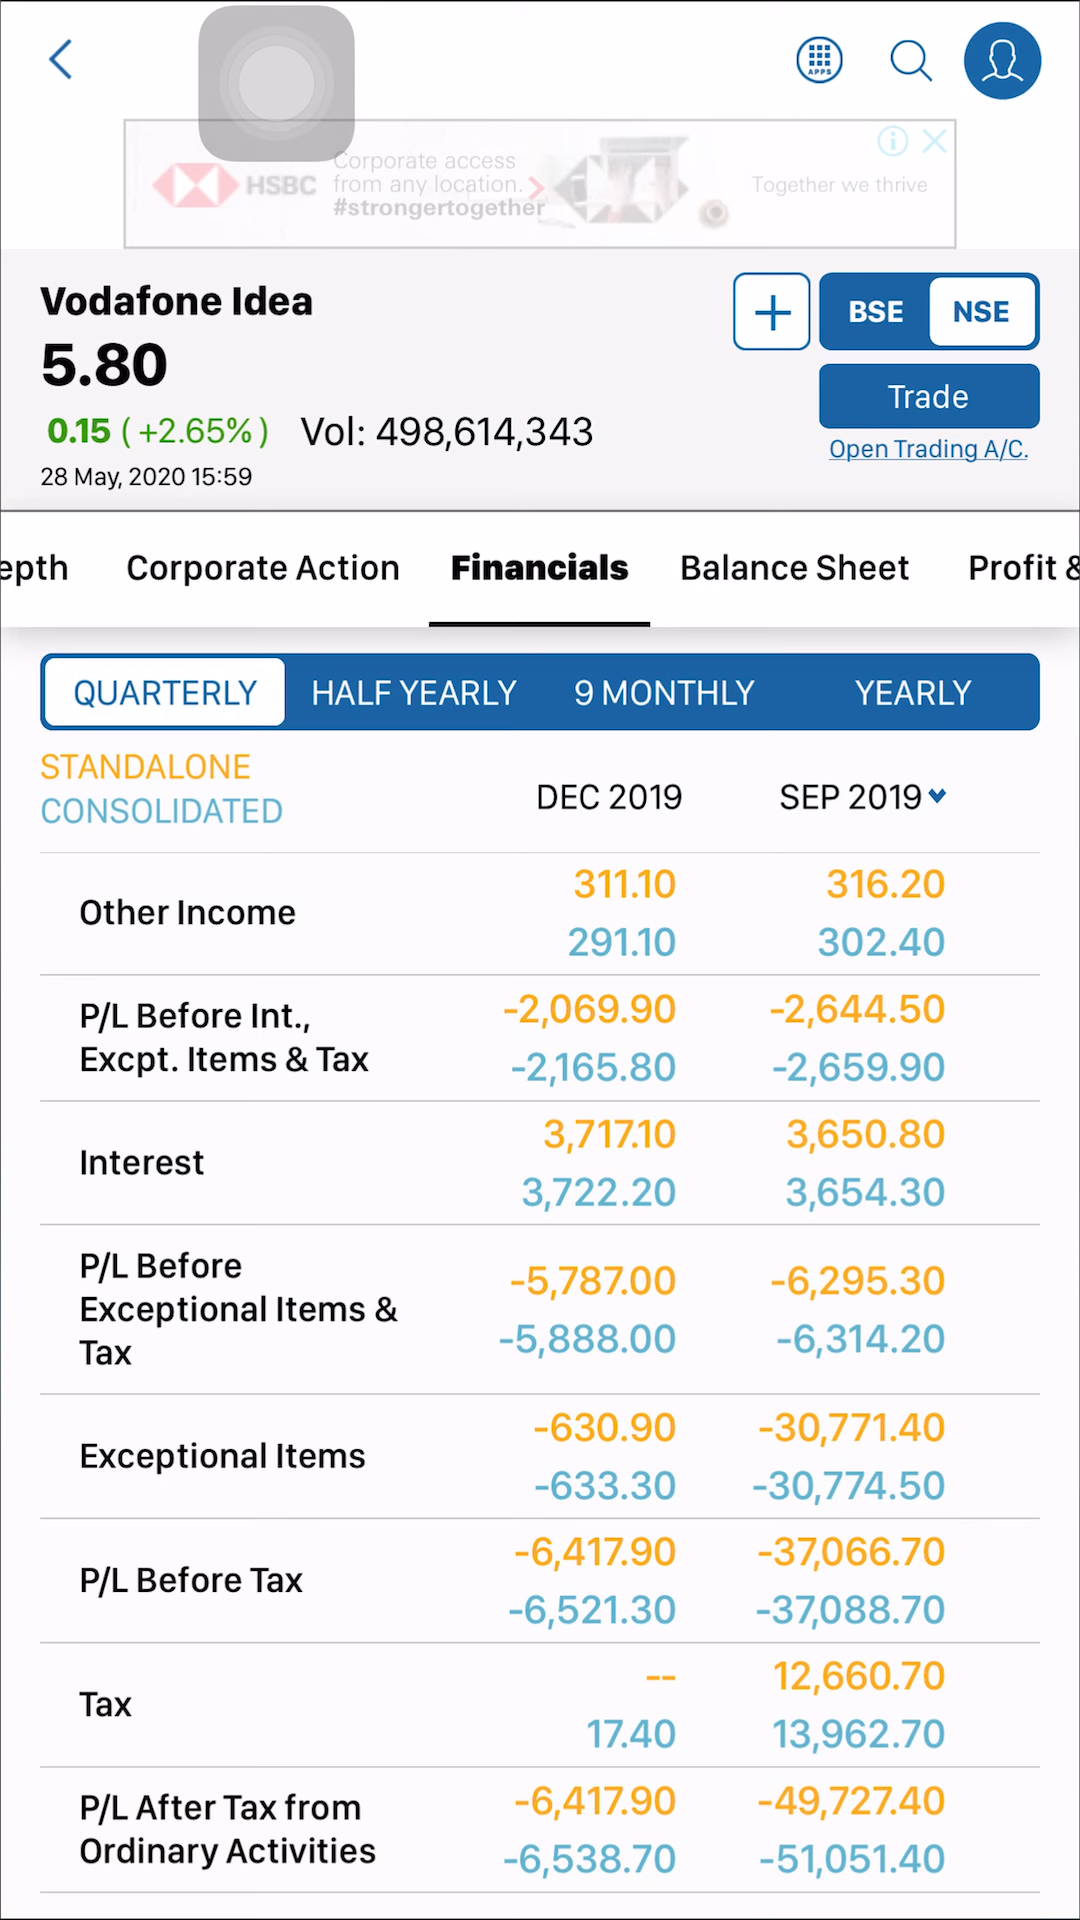 APPS
HSBC
Corporate access
from any location.
#strongertogether
Together we thrive
Vodafone Idea
5.80
0.15 ( +2.65% ) Vol: 498,614,343
28 May, 2020 15:59
BSE NSE
Trade
Open Trading A/C.
epth Corporate Action Financials Balance Sheet Profit &
QUARTERLY HALF YEARLY 9 MONTHLY YEARLY
STANDALONE
CONSOLIDATED
DEC 2019 SEP 2019
Other Income
311.10 316.20
291.10 302.40
P/L Before Int.,
Excpt. Items & Tax
-2,069.90 -2,644.50
-2,165.80 -2,659.90
Interest
3,717.10 3,650.80
3,722.20 3,654.30
P/L Before
Exceptional Items &
Tax
-5,787.00 -6,295.30
-5,888.00 -6,314.20
Exceptional Items
-630.90 -30,771.40
-633.30 -30,774.50
P/L Before Tax
-6,417.90 -37,066.70
-6,521.30 -37,088.70
Tax
-- 12,660.70
17.40 13,962.70
P/L After Tax from
Ordinary Activities
-6,417.90 -49,727.40
-6,538.70 -51,051.40